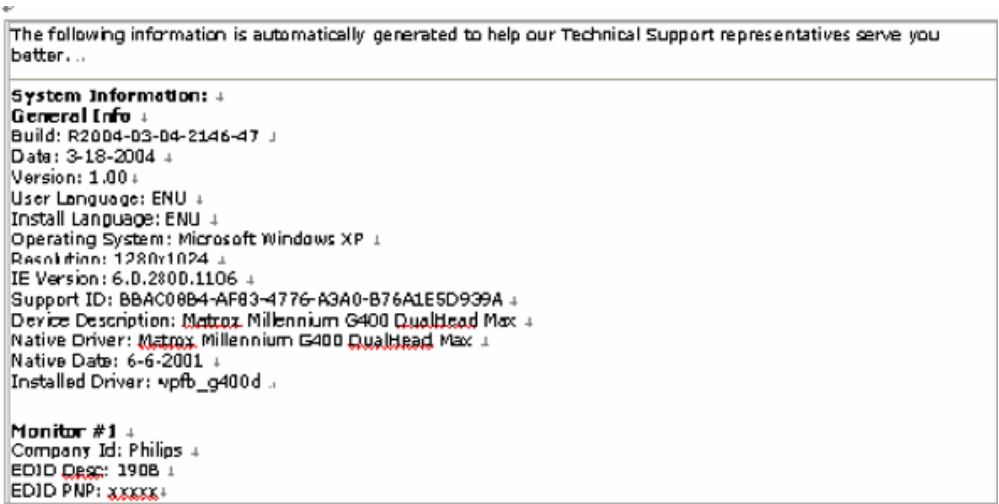 The following information is automatically generated to help our Technical Support representatives serve you
better...
System Information:
General Info
Build: R2004-03-04-2146-47
Date: 3-18-2004
Version: 1.00
User Language: ENU
Install Language: ENU
Operating System: Microsoft Windows XP
Resolution: 1280x1024
IE Version: 6.0.2800.1106
Support ID: BBAC08B4-AF83-4776-A3A0-B76A1E5D939A
Device Description: Matrox Millennium G400 DualHead Max
Native Driver: Matrox Millennium G400 DualHead Max
Native Date: 6-6-2001
Installed Driver: vpfb_g400d
Monitor #1
Company Id: Philips
EDID Desc: 190B
EDID PNP: xxxxx